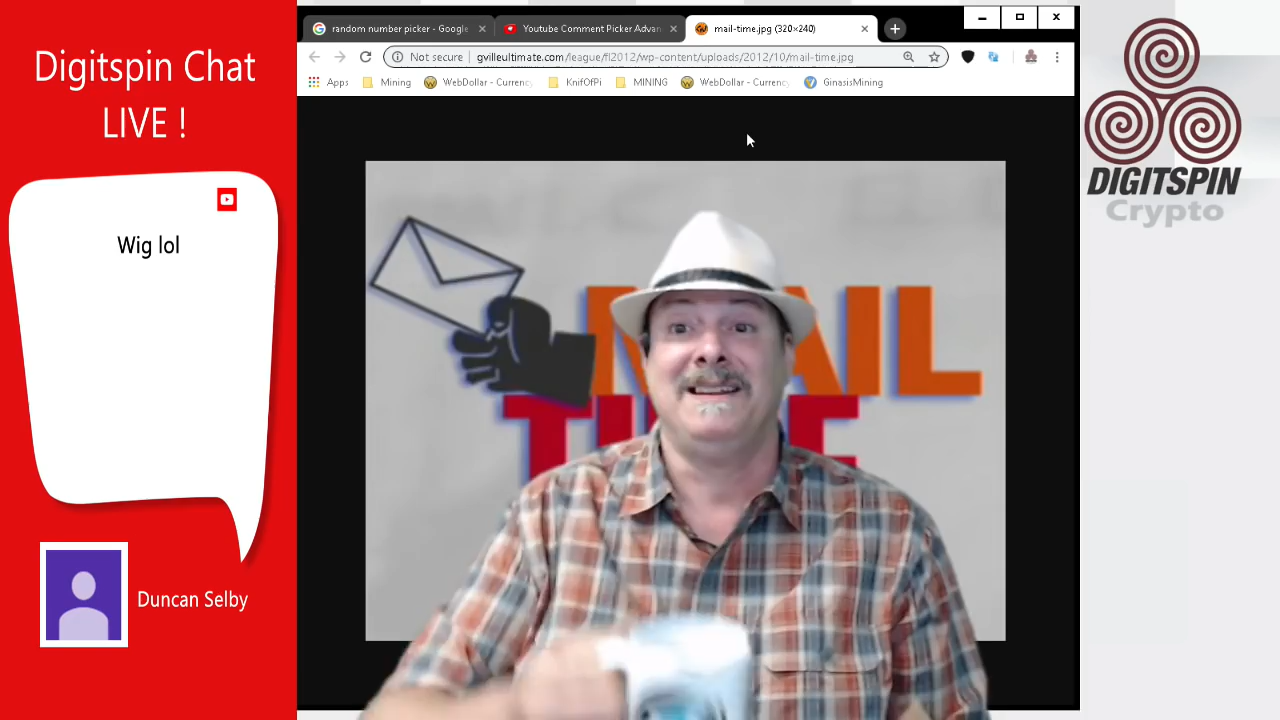 Digitspin Chat
LIVE !
Wig lol
Duncan Selby
random number picker - Google
Youtube Comment Picker Advan
mail-time.jpg (320×240)
Not secure
gvilleultimate.com/league/fl2012/wp-content/uploads/2012/10/mail-time.jpg
Apps
Mining
WebDollar - Currency
KnifOfPi
MINING
WebDollar - Currency
GinasisMining
MAIL
TIME
DIGITSPIN
Crypto